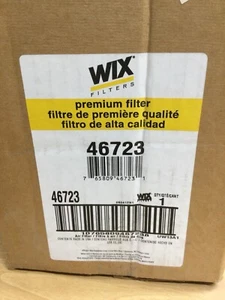 WIX
FILTERS
premium filter
filtre de première qualité
filtro de alta calidad
46723
7 65809 46723 1
46723
WIX
QTY/CTE/CANT
1